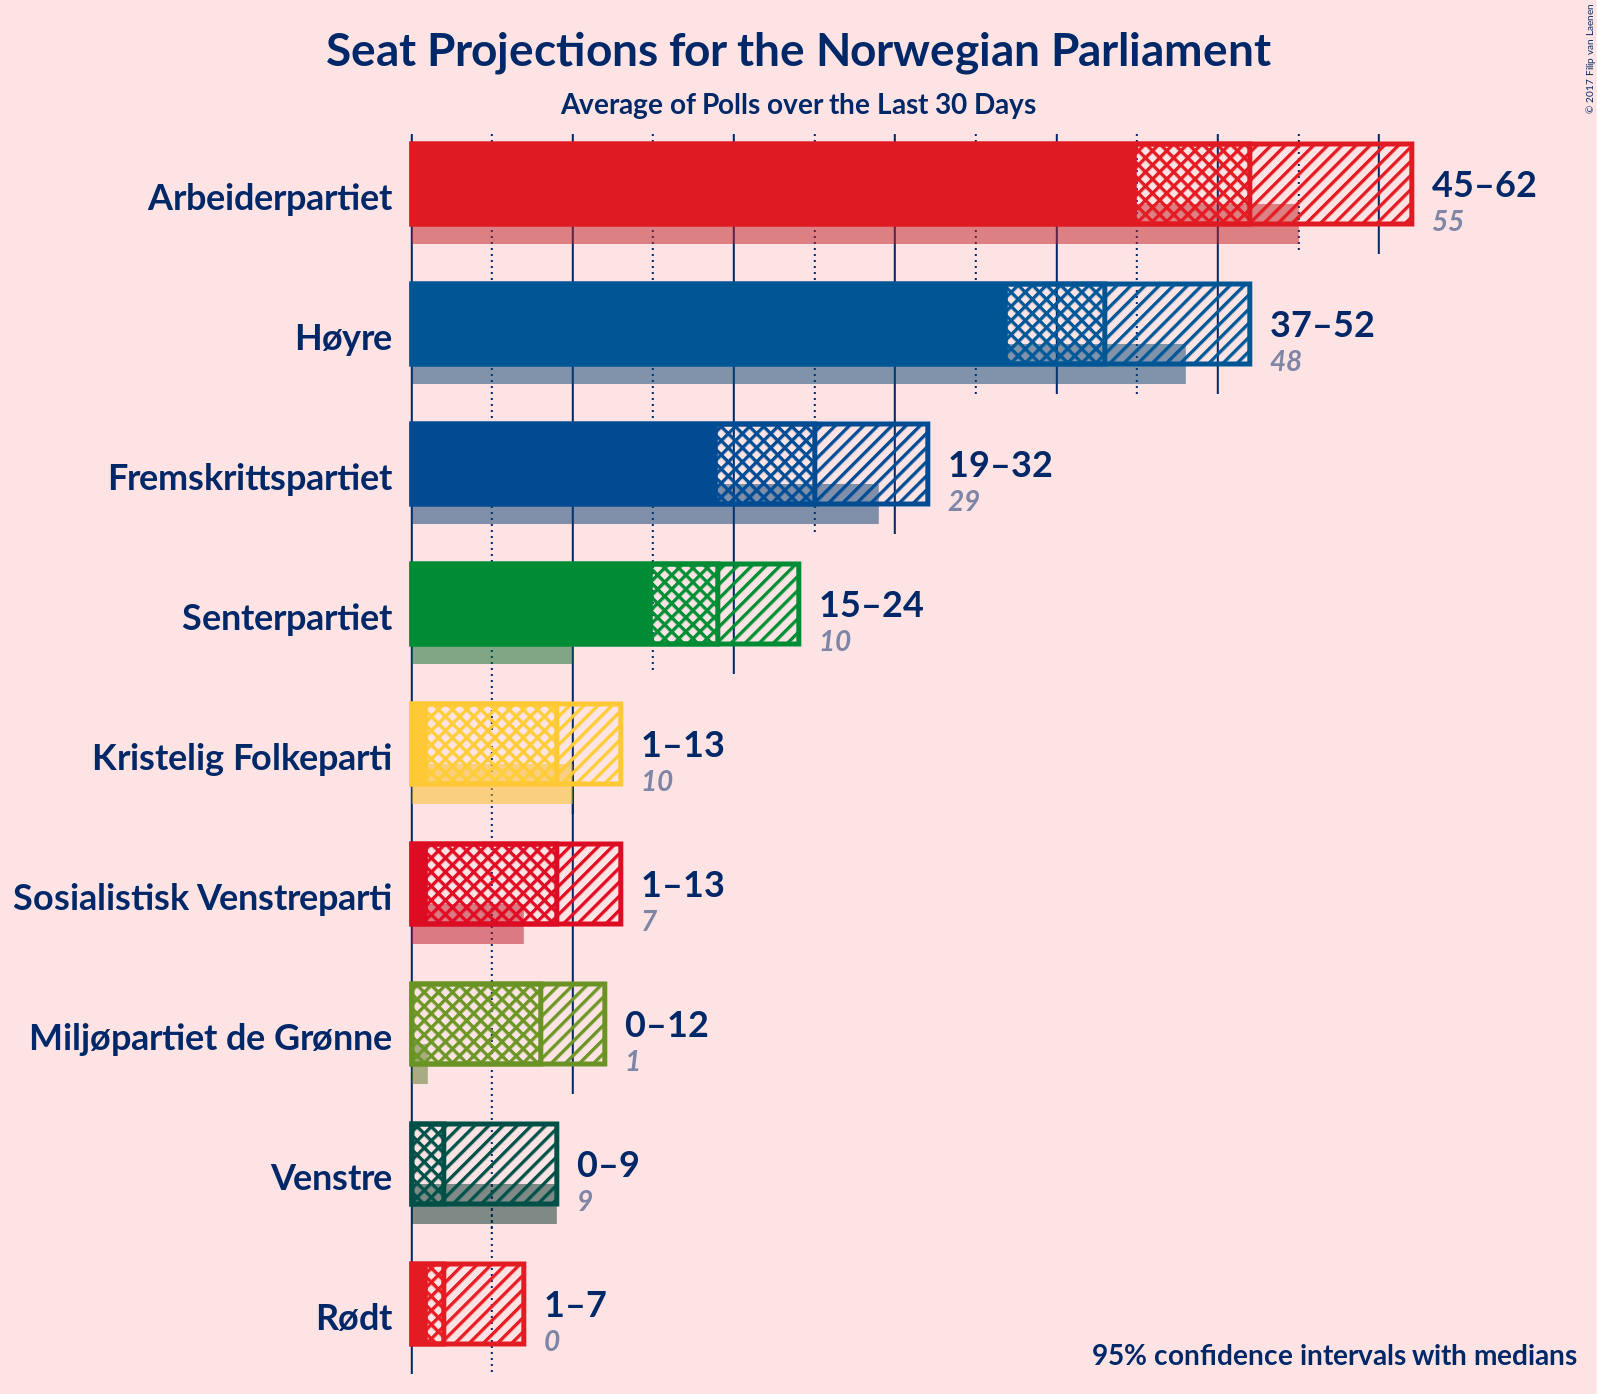 Seat Projections for the Norwegian Parliament
Average of Polls over the Last 30 Days
© 2017 Filip van Laenen
Arbeiderpartiet
45–62
55
Høyre
37–52
48
Fremskrittspartiet
19–32
29
Senterpartiet
15–24
10
Kristelig Folkeparti
1–13
10
Sosialistisk Venstreparti
1–13
7
Miljøpartiet de Grønne
0–12
1
Venstre
0–9
9
Rødt
1–7
0
95% confidence intervals with medians